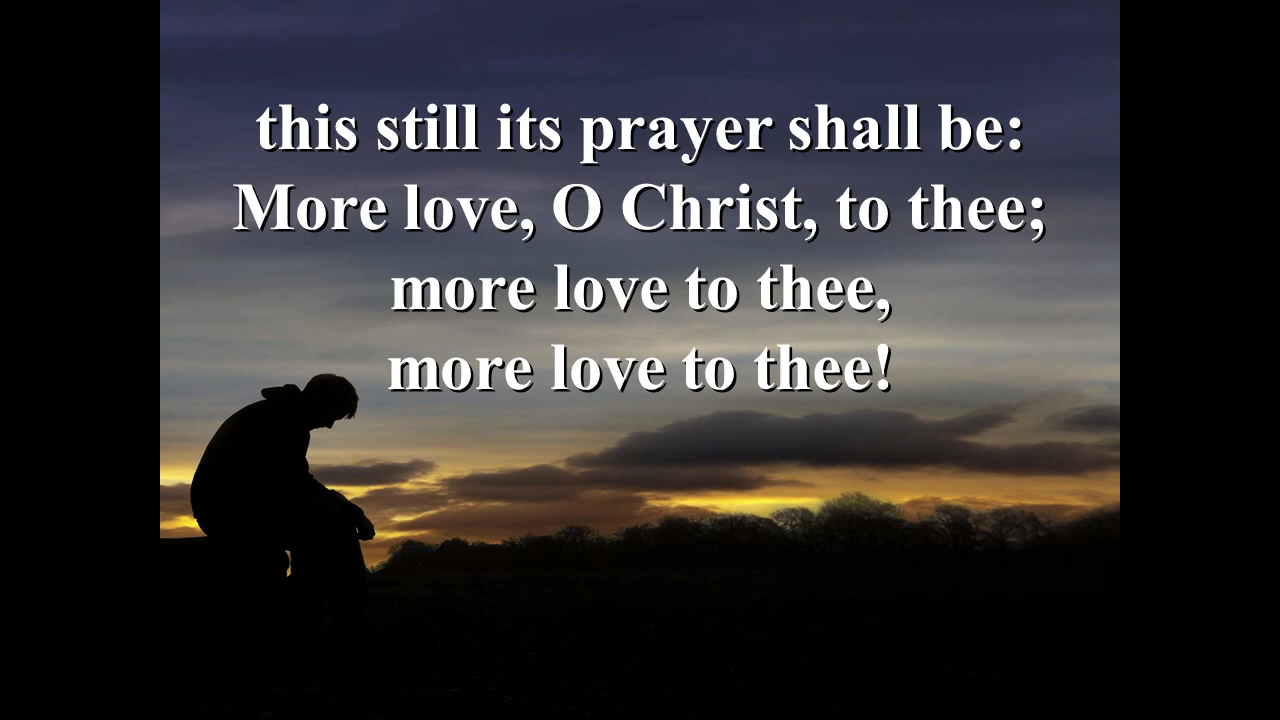 this still its prayer shall be:
More love, O Christ, to thee;
more love to thee,
more love to thee!